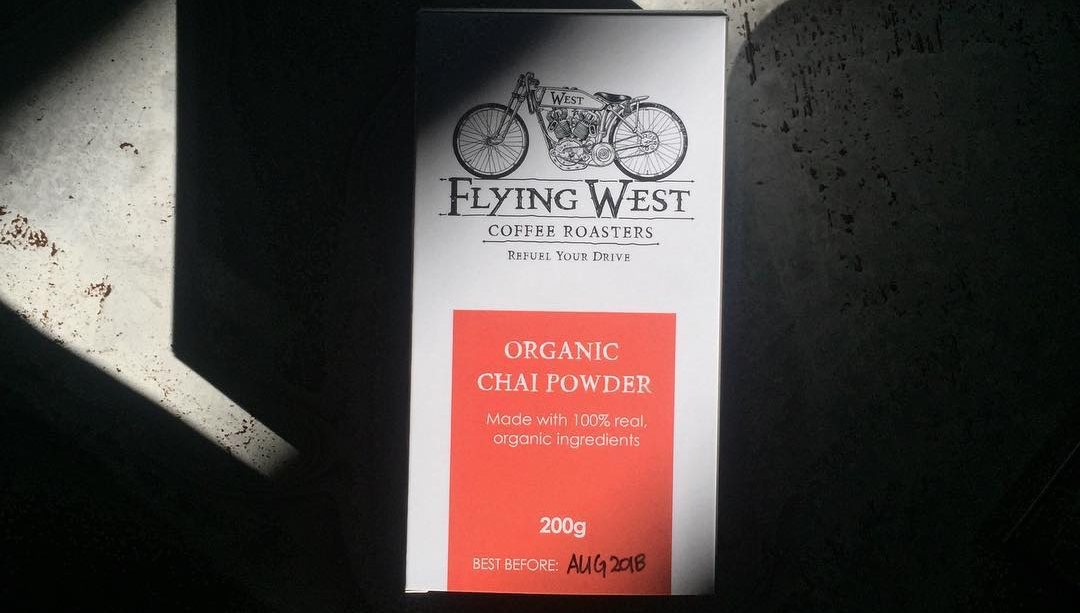 WEST
FLYING WEST
COFFEE ROASTERS
REFUEL YOUR DRIVE
ORGANIC
CHAI POWDER
Made with 100% real,
organic ingredients
200g
BEST BEFORE: AUG 2018